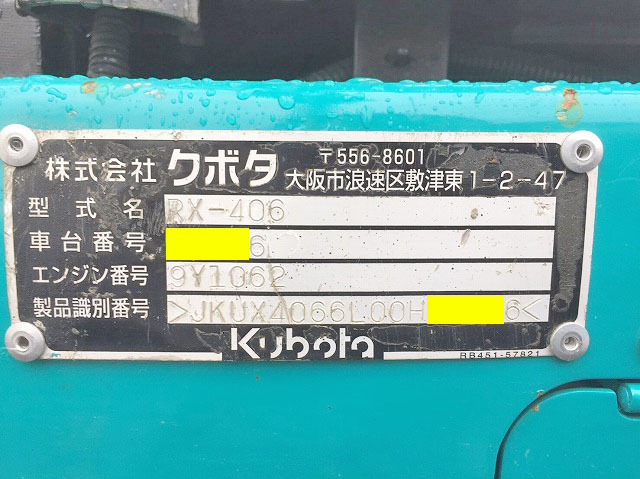 株式会社 クボタ 〒556-8601
大阪市浪速区敷津東1-2-47
型式名 RX-406
車台番号 6
エンジン番号 9Y1062
製品識別番号 >JKUX4066L00H 6<
Kubota
RB451-57821